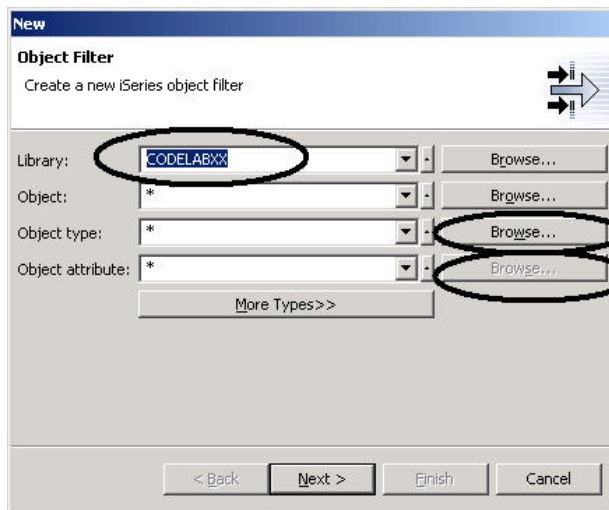 New
Object Filter
Create a new iSeries object filter
Library: CODELABXX Browse...
Object: * Browse...
Object type: * Browse...
Object attribute: * Browse...
More Types>>
< Back Next > Finish Cancel